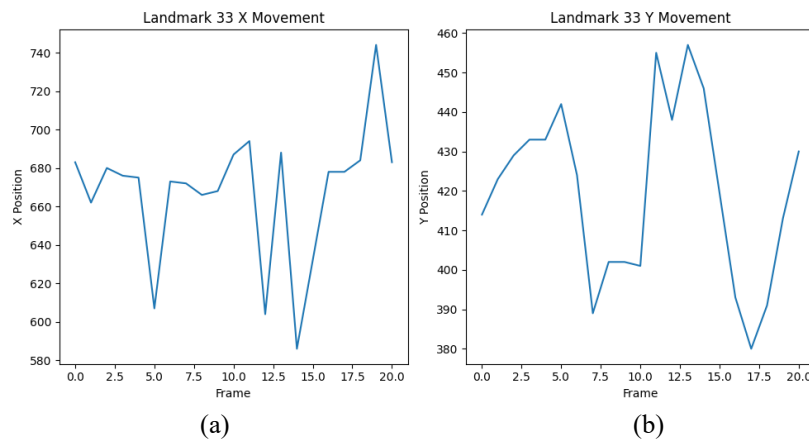 Landmark 33 X Movement
740
720
700
680
660
640
620
600
580
X Position
0.0 2.5 5.0 7.5 10.0 12.5 15.0 17.5 20.0
Frame
(a)
Landmark 33 Y Movement
460
450
440
430
420
410
400
390
380
Y Position
0.0 2.5 5.0 7.5 10.0 12.5 15.0 17.5 20.0
Frame
(b)